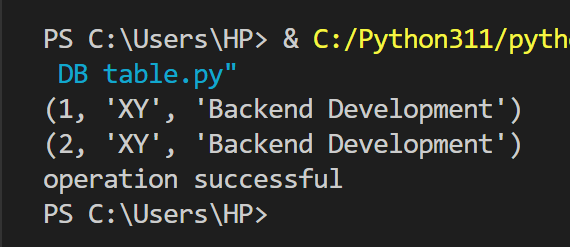 PS C:\Users\HP> & C:/Python311/pytho
DB table.py"
(1, 'XY', 'Backend Development')
(2, 'XY', 'Backend Development')
operation successful
PS C:\Users\HP>